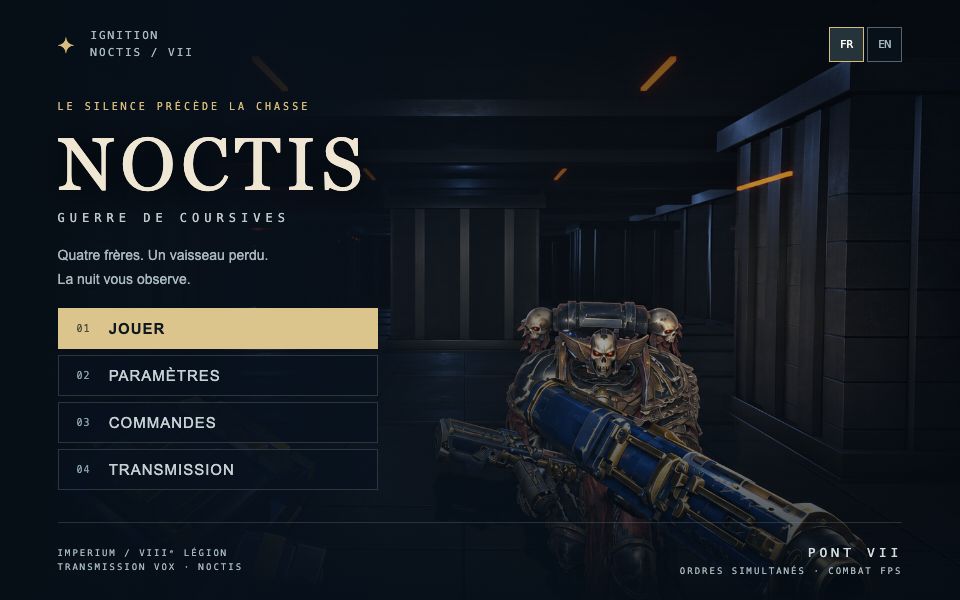 IGNITION
NOCTIS / VII
FR
EN
LE SILENCE PRÉCÈDE LA CHASSE
NOCTIS
GUERRE DE COURSIVES
Quatre frères. Un vaisseau perdu.
La nuit vous observe.
01 JOUER
02 PARAMÈTRES
03 COMMANDES
04 TRANSMISSION
IMPERIUM / VIIIᵉ LÉGION
TRANSMISSION VOX · NOCTIS
PONT VII
ORDRES SIMULTANÉS · COMBAT FPS